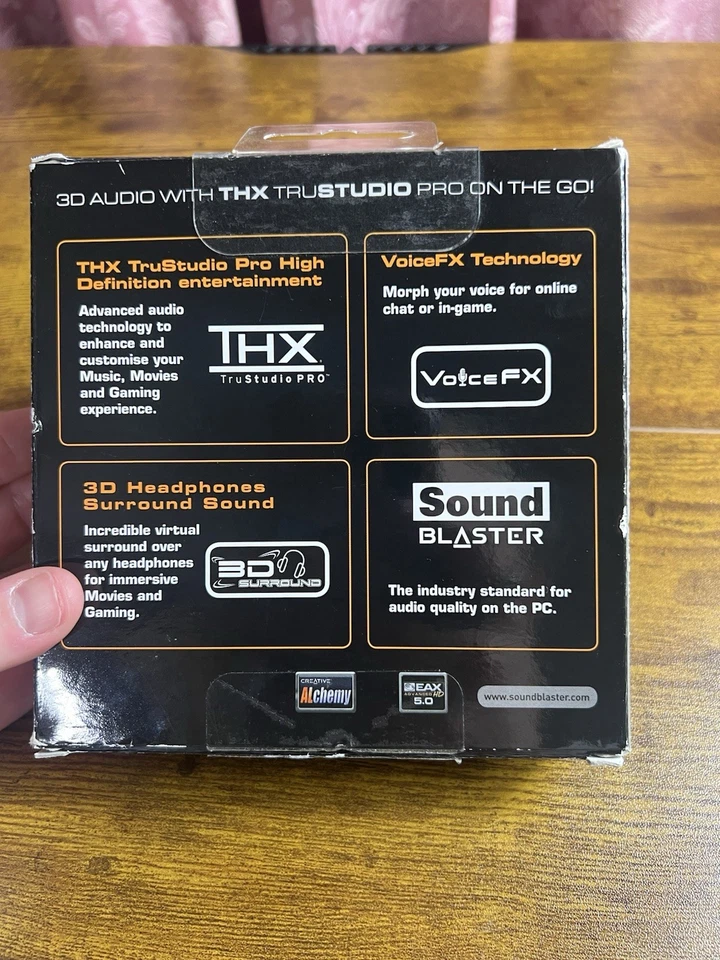 3D AUDIO WITH THX TRUSTUDIO PRO ON THE GO!
THX TruStudio Pro High
Definition entertainment
Advanced audio
technology to
enhance and
customise your
Music, Movies
and Gaming
experience.
THX
TruStudio PRO™
VoiceFX Technology
Morph your voice for online
chat or in-game.
VoiceFX
3D Headphones
Surround Sound
Incredible virtual
surround over
any headphones
for immersive
Movies and
Gaming.
3D
SURROUND
Sound
BLASTER
The industry standard for
audio quality on the PC.
CREATIVE
ALchemy
EAX
ADVANCED HD
5.0
www.soundblaster.com